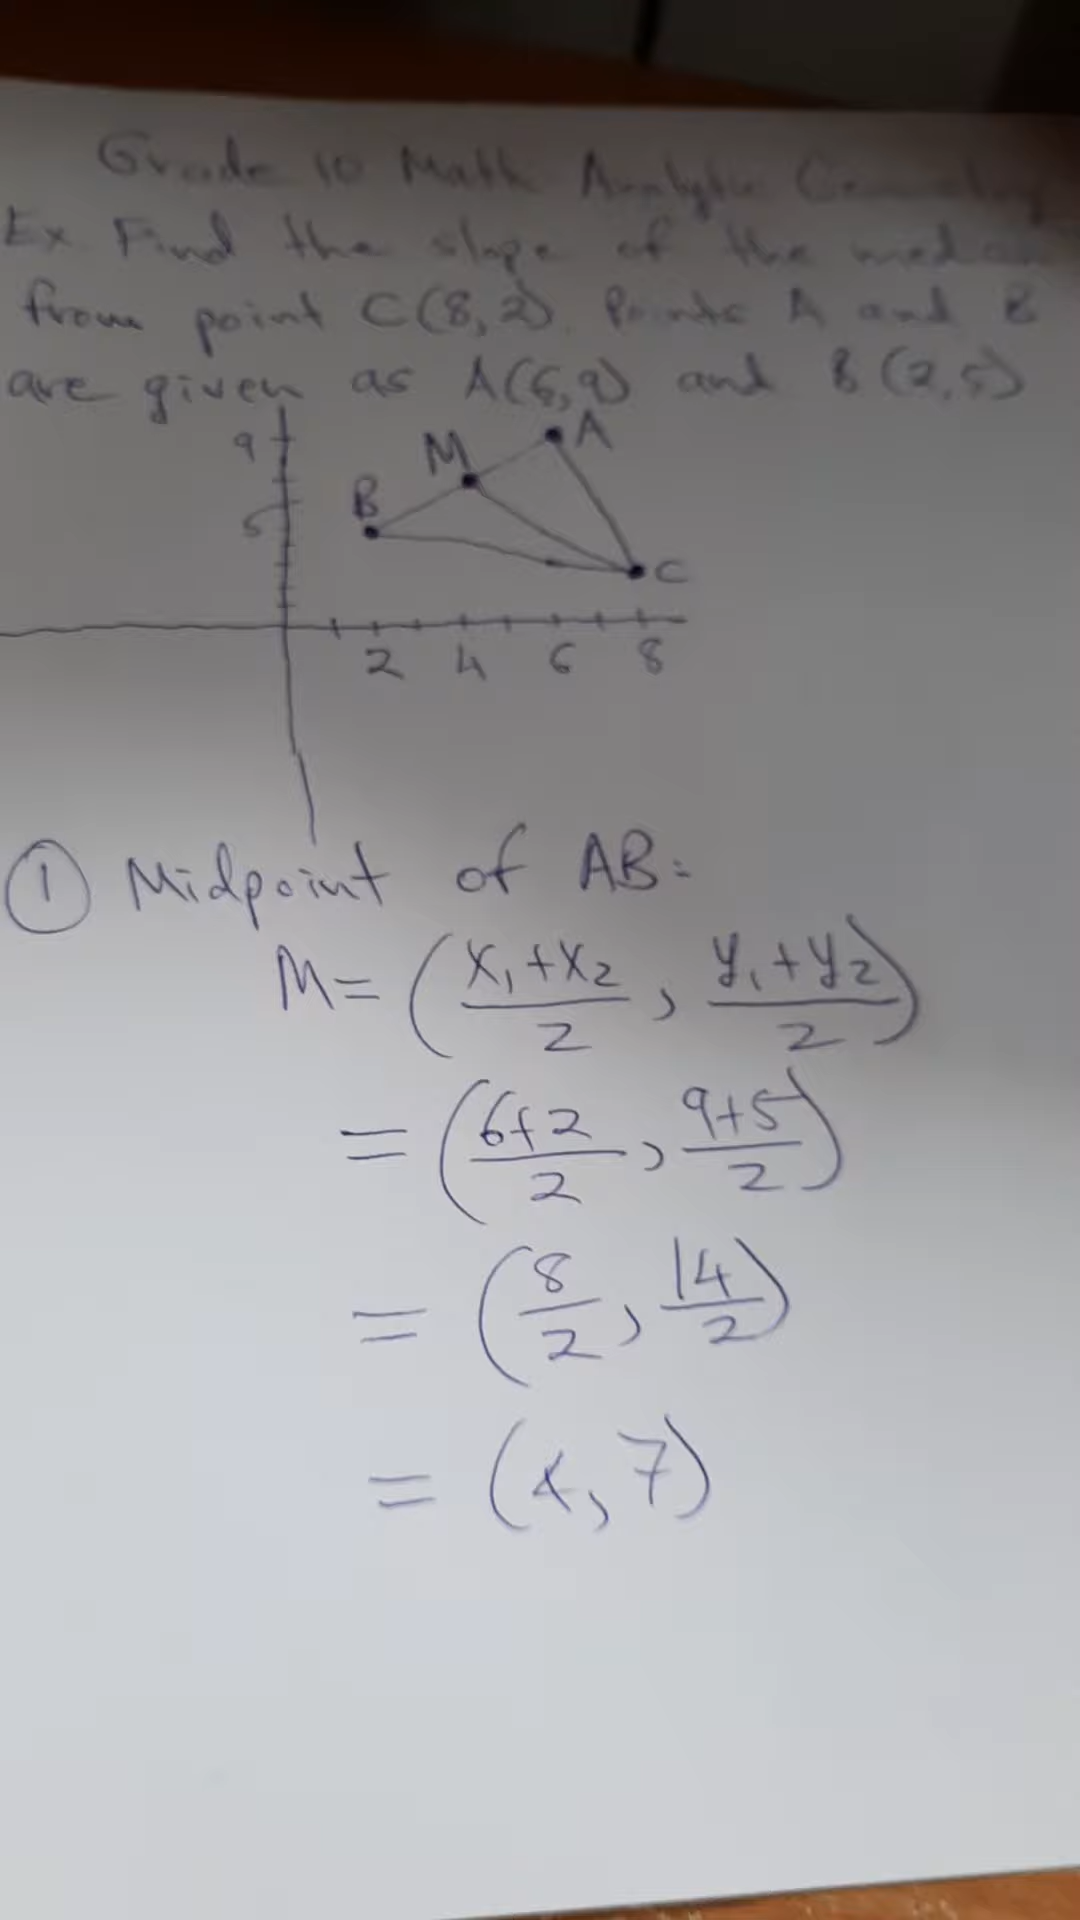 Grade 10 Math Analytic Geometry
Ex Find the slope of the median
from point C(8,2). Points A and B
are given as A(6,9) and B(2,5)
9
A
M
B
5
C
2 4 6 8
① Midpoint of AB:
M = (x₁+x₂/2, y₁+y₂/2)
= (6+2/2, 9+5/2)
= (8/2, 14/2)
= (4,7)